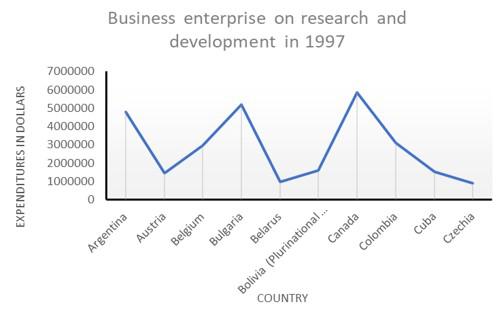 Business enterprise on research and
development in 1997
EXPENDITURES IN DOLLARS
7000000
6000000
5000000
4000000
3000000
2000000
1000000
0
Argentina
Austria
Belgium
Bulgaria
Belarus
Bolivia (Plurinational...
Canada
Colombia
Cuba
Czechia
COUNTRY